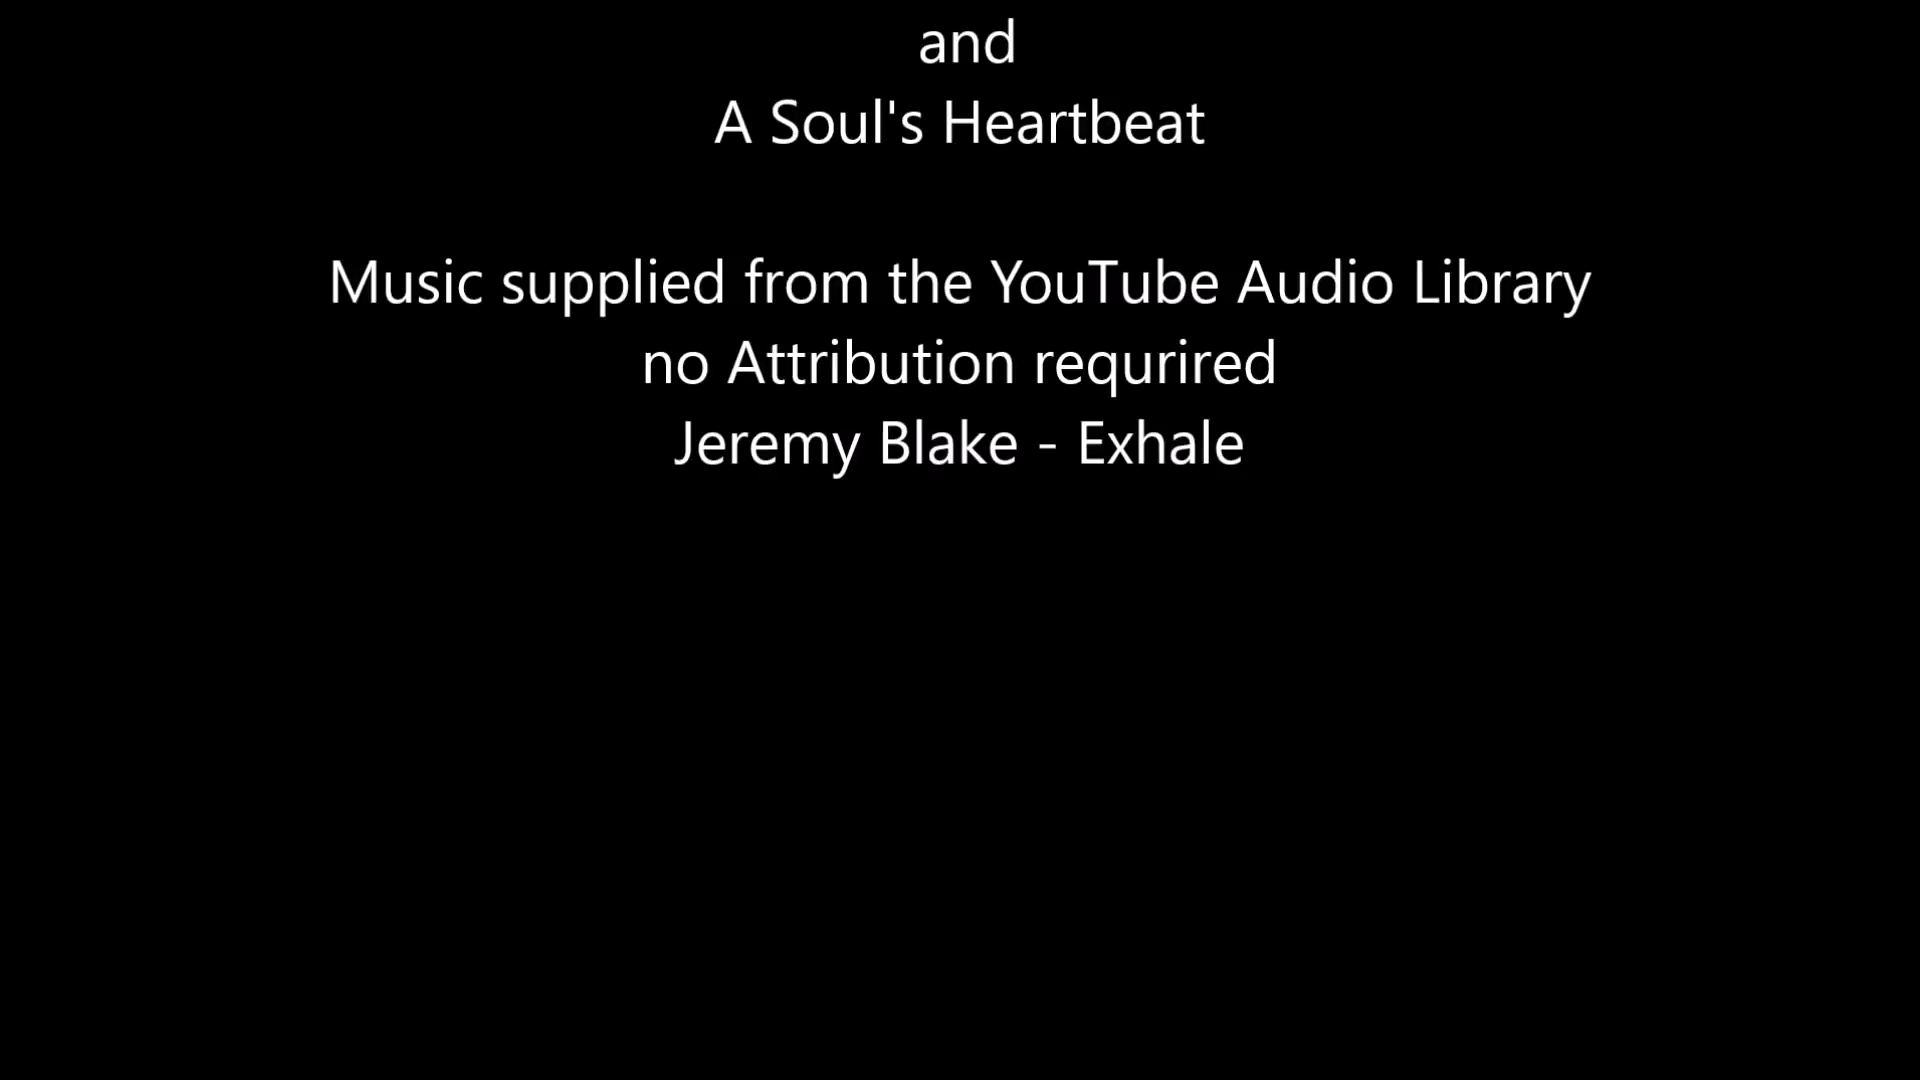 and
A Soul's Heartbeat
Music supplied from the YouTube Audio Library
no Attribution requrired
Jeremy Blake - Exhale